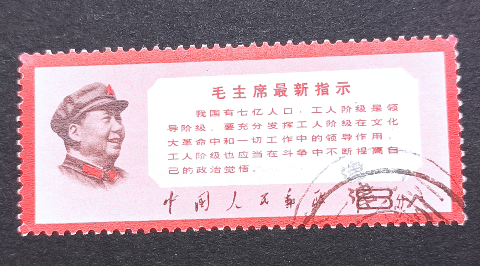 毛主席最新指示
我国有七亿人口，工人阶级是领
导阶级。要充分发挥工人阶级在文化
大革命中和一切工作中的领导作用。
工人阶级也应当在斗争中不断提高自
己的政治觉悟。
中国人民邮政 8分